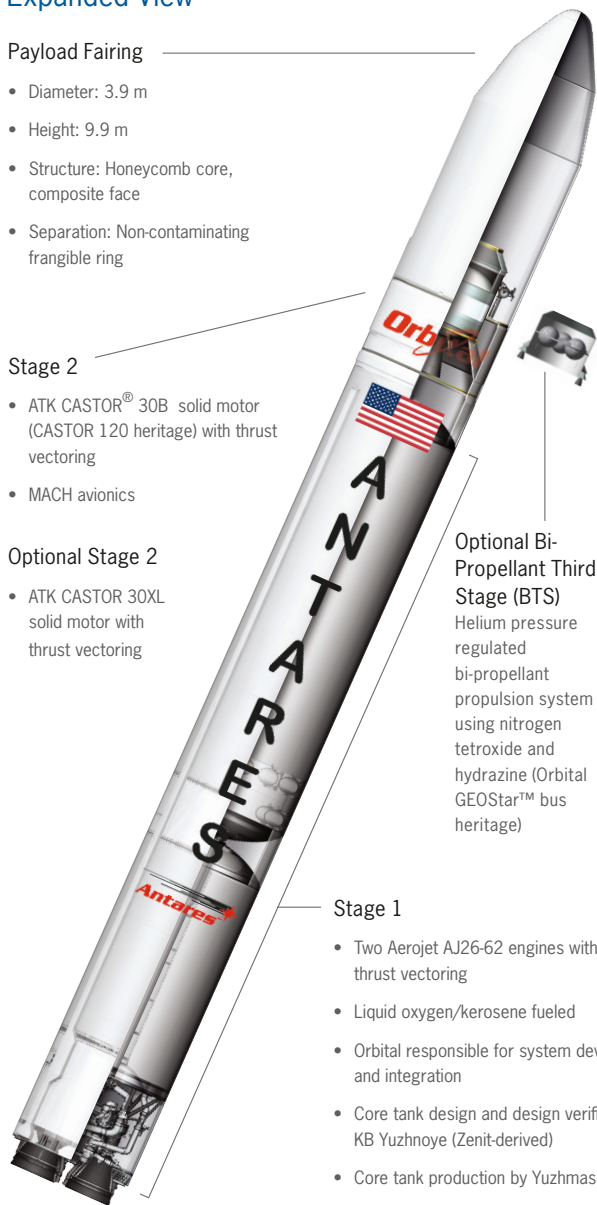 Expanded View
Payload Fairing
• Diameter: 3.9 m
• Height: 9.9 m
• Structure: Honeycomb core,
composite face
• Separation: Non-contaminating
frangible ring
Stage 2
• ATK CASTOR® 30B solid motor
(CASTOR 120 heritage) with thrust
vectoring
• MACH avionics
Optional Stage 2
• ATK CASTOR 30XL
solid motor with
thrust vectoring
Orbital
ANTARES
Antares
Optional Bi-
Propellant Third
Stage (BTS)
Helium pressure
regulated
bi-propellant
propulsion system
using nitrogen
tetroxide and
hydrazine (Orbital
GEOStar™ bus
heritage)
Stage 1
• Two Aerojet AJ26-62 engines with
thrust vectoring
• Liquid oxygen/kerosene fueled
• Orbital responsible for system dev
and integration
• Core tank design and design verifi
KB Yuzhnoye (Zenit-derived)
• Core tank production by Yuzhmas